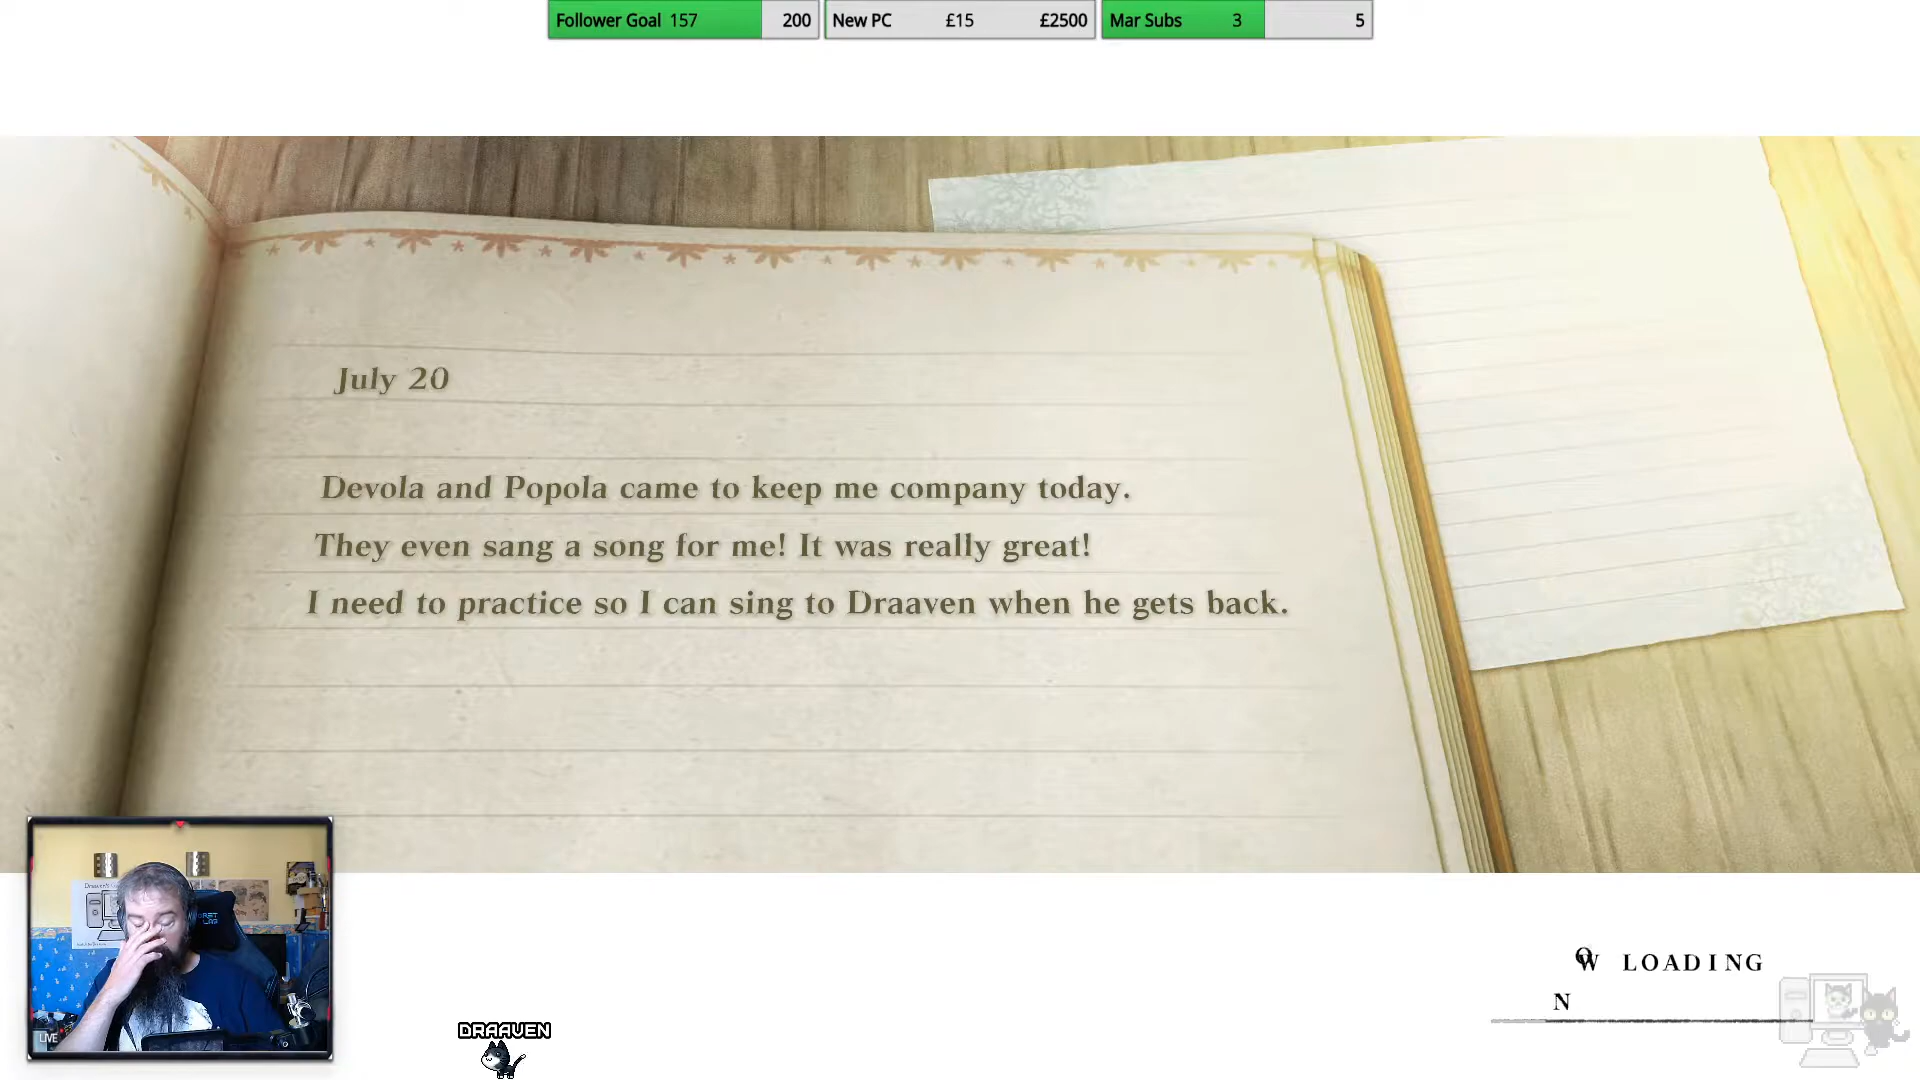 Follower Goal 157 200 New PC £15 £2500 Mar Subs 3 5
July 20
Devola and Popola came to keep me company today.
They even sang a song for me! It was really great!
I need to practice so I can sing to Draaven when he gets back.
NOW LOADING
LIVE
DRAAVEN